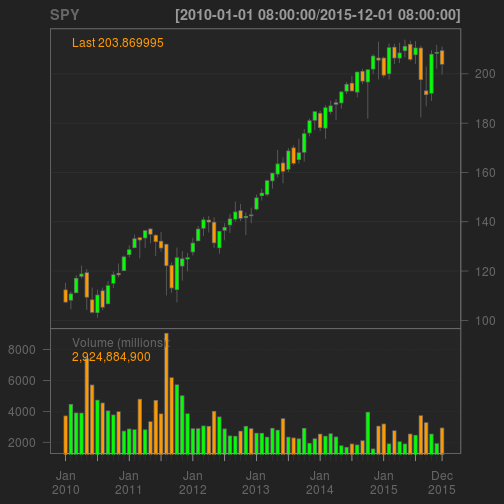 SPY [2010-01-01 08:00:00/2015-12-01 08:00:00]
Last 203.869995
200
180
160
140
120
100
Volume (millions):
2,924,884,900
8000
6000
4000
2000
Jan Jan Jan Jan Jan Jan Dec
2010 2011 2012 2013 2014 2015 2015